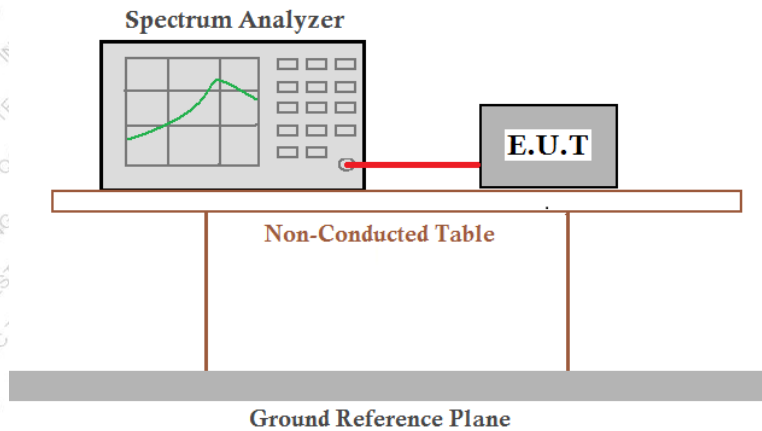 Spectrum Analyzer
E.U.T
Non-Conducted Table
Ground Reference Plane